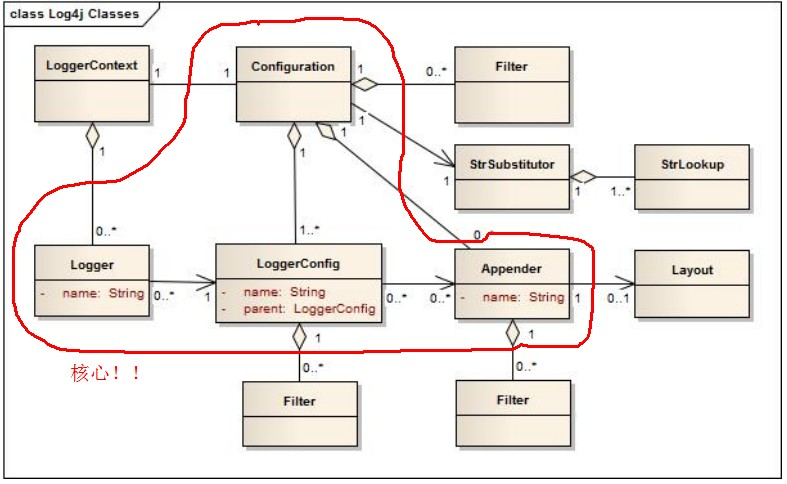 class Log4j Classes
LoggerContext
1
1
Configuration
1
0..*
Filter
1
1
1
1
StrSubstitutor
1
1..*
StrLookup
1
0..*
1..*
0..
Logger
- name: String
0..*
1
LoggerConfig
- name: String
- parent: LoggerConfig
0..*
0..*
Appender
- name: String
1
0..1
Layout
1
0..*
1
0..*
核心！！
Filter
Filter